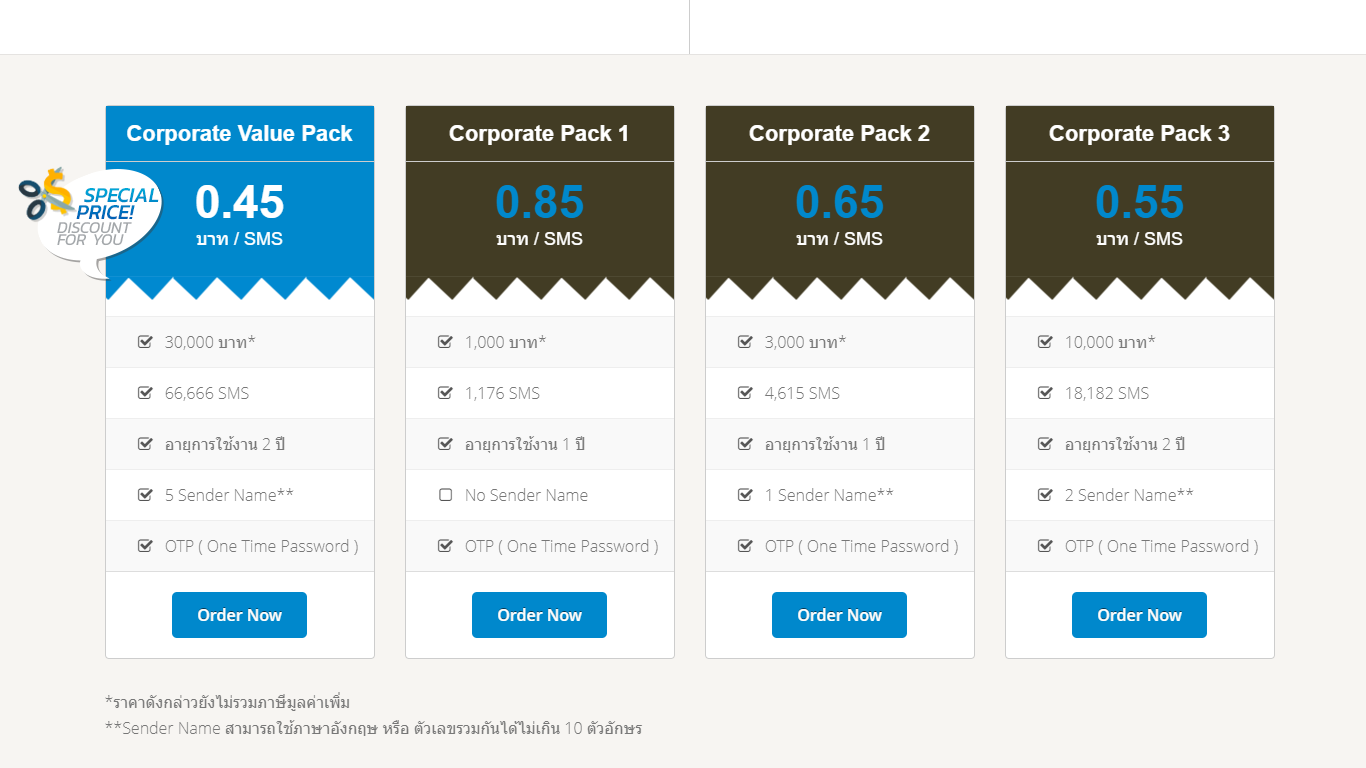 Corporate Value Pack
SPECIAL
PRICE!
DISCOUNT
FOR YOU
0.45
บาท / SMS
30,000 บาท*
66,666 SMS
อายุการใช้งาน 2 ปี
5 Sender Name**
OTP ( One Time Password )
Order Now
Corporate Pack 1
0.85
บาท / SMS
1,000 บาท*
1,176 SMS
อายุการใช้งาน 1 ปี
No Sender Name
OTP ( One Time Password )
Order Now
Corporate Pack 2
0.65
บาท / SMS
3,000 บาท*
4,615 SMS
อายุการใช้งาน 1 ปี
1 Sender Name**
OTP ( One Time Password )
Order Now
Corporate Pack 3
0.55
บาท / SMS
10,000 บาท*
18,182 SMS
อายุการใช้งาน 2 ปี
2 Sender Name**
OTP ( One Time Password )
Order Now
*ราคาดังกล่าวยังไม่รวมภาษีมูลค่าเพิ่ม
**Sender Name สามารถใช้ภาษาอังกฤษ หรือ ตัวเลขรวมกันได้ไม่เกิน 10 ตัวอักษร